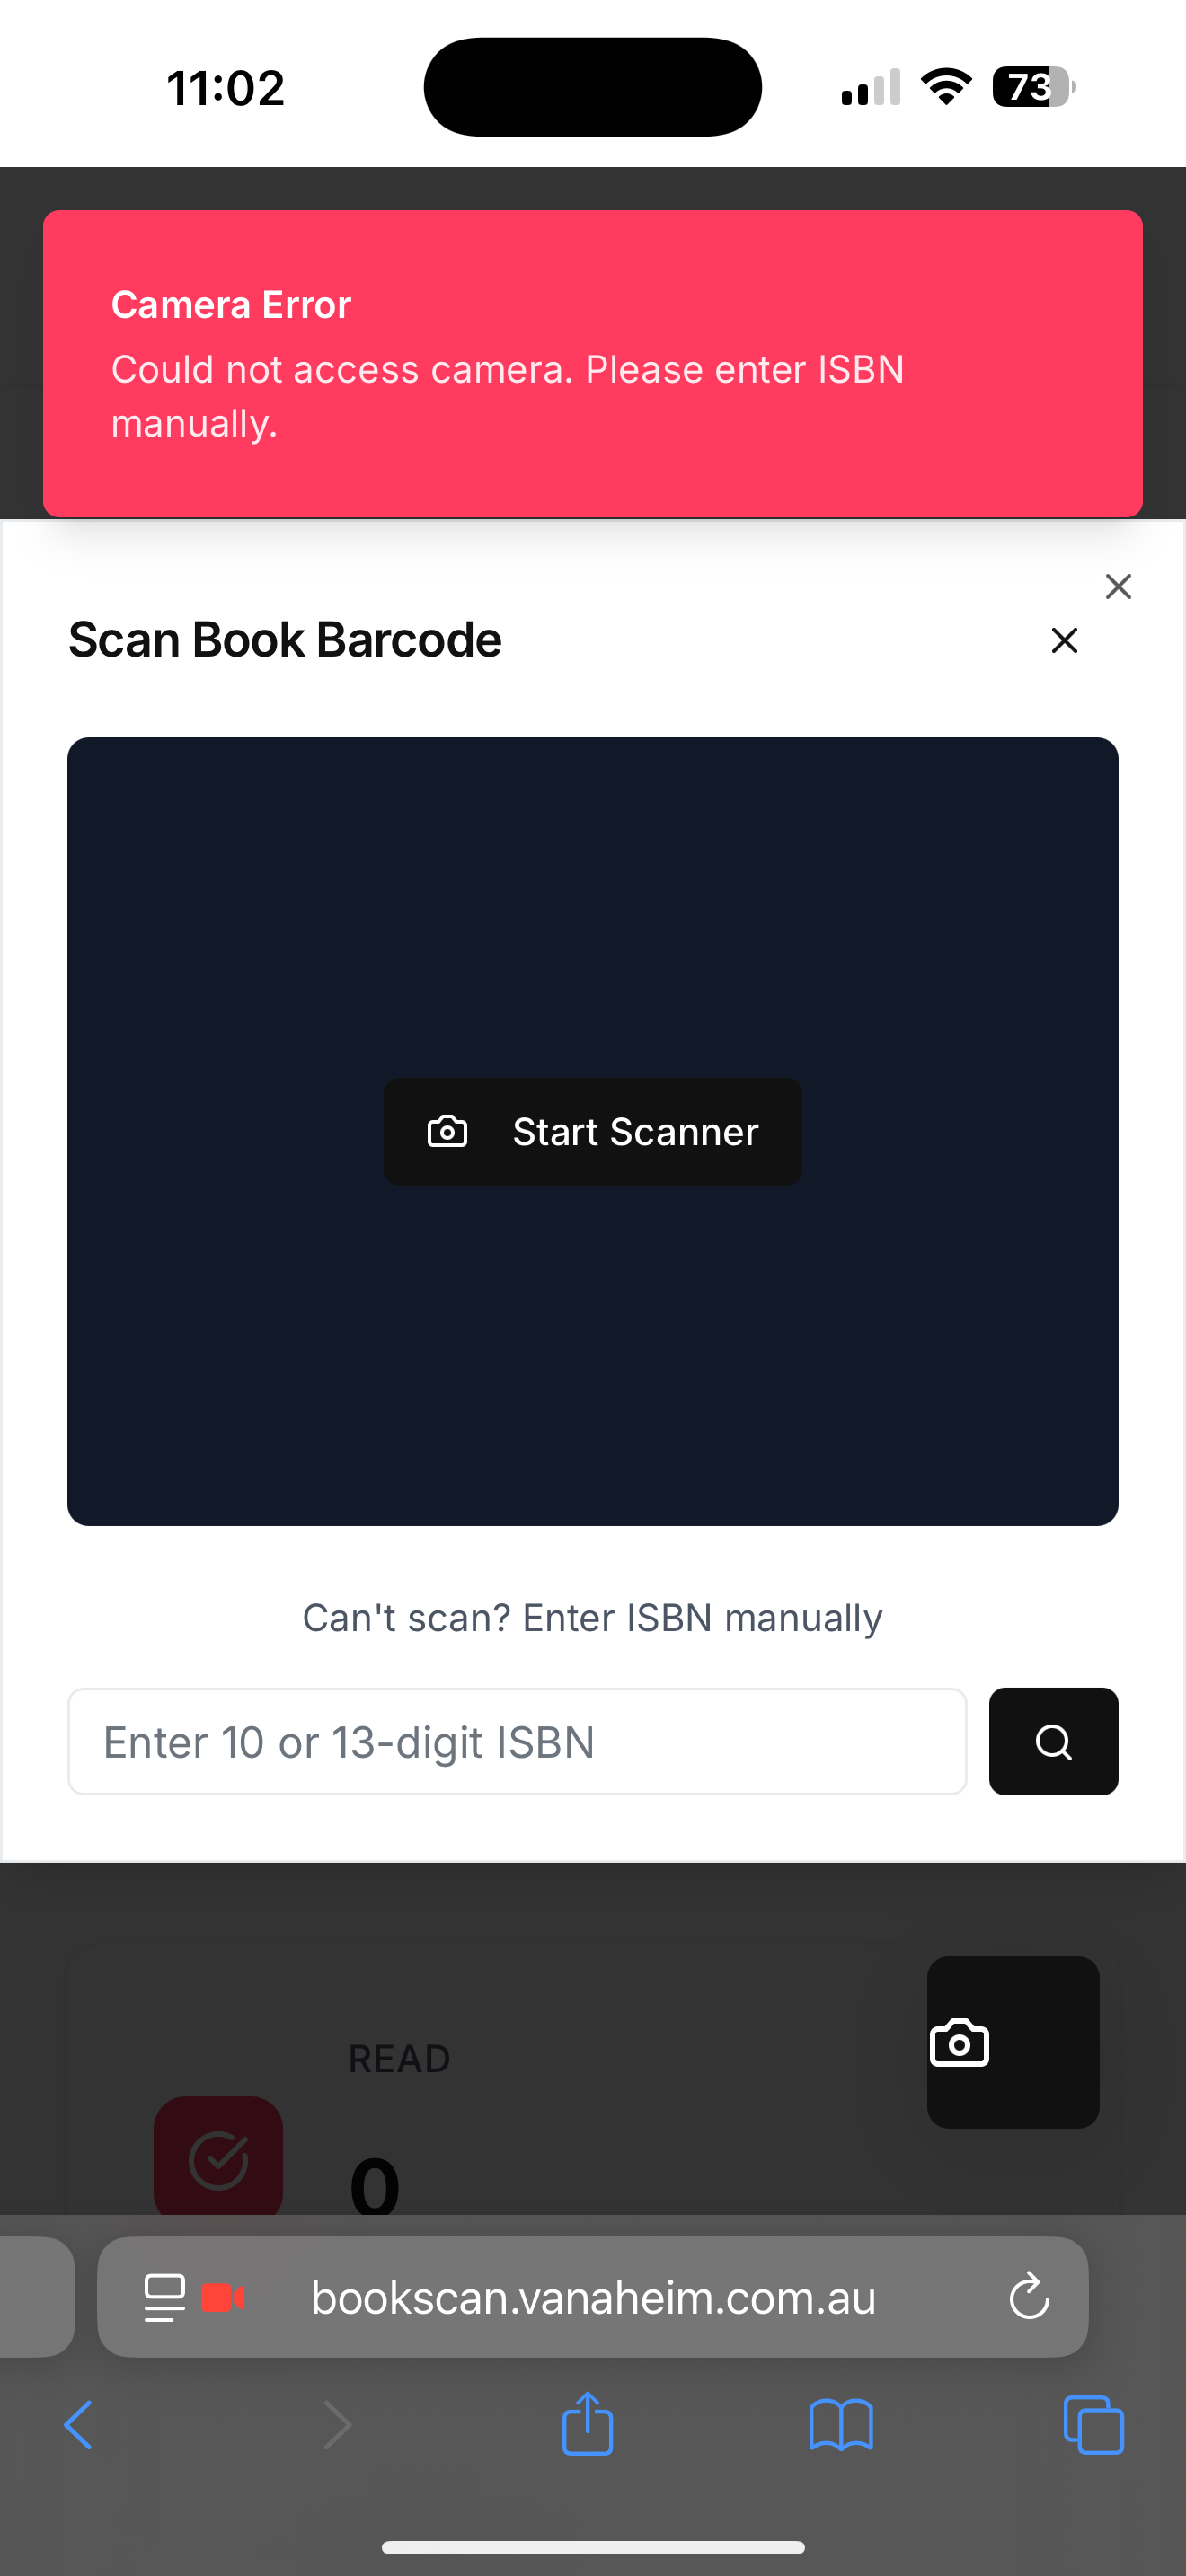 11:02
73
Camera Error
Could not access camera. Please enter ISBN
manually.
Scan Book Barcode
Start Scanner
Can't scan? Enter ISBN manually
Enter 10 or 13-digit ISBN
READ
0
bookscan.vanaheim.com.au